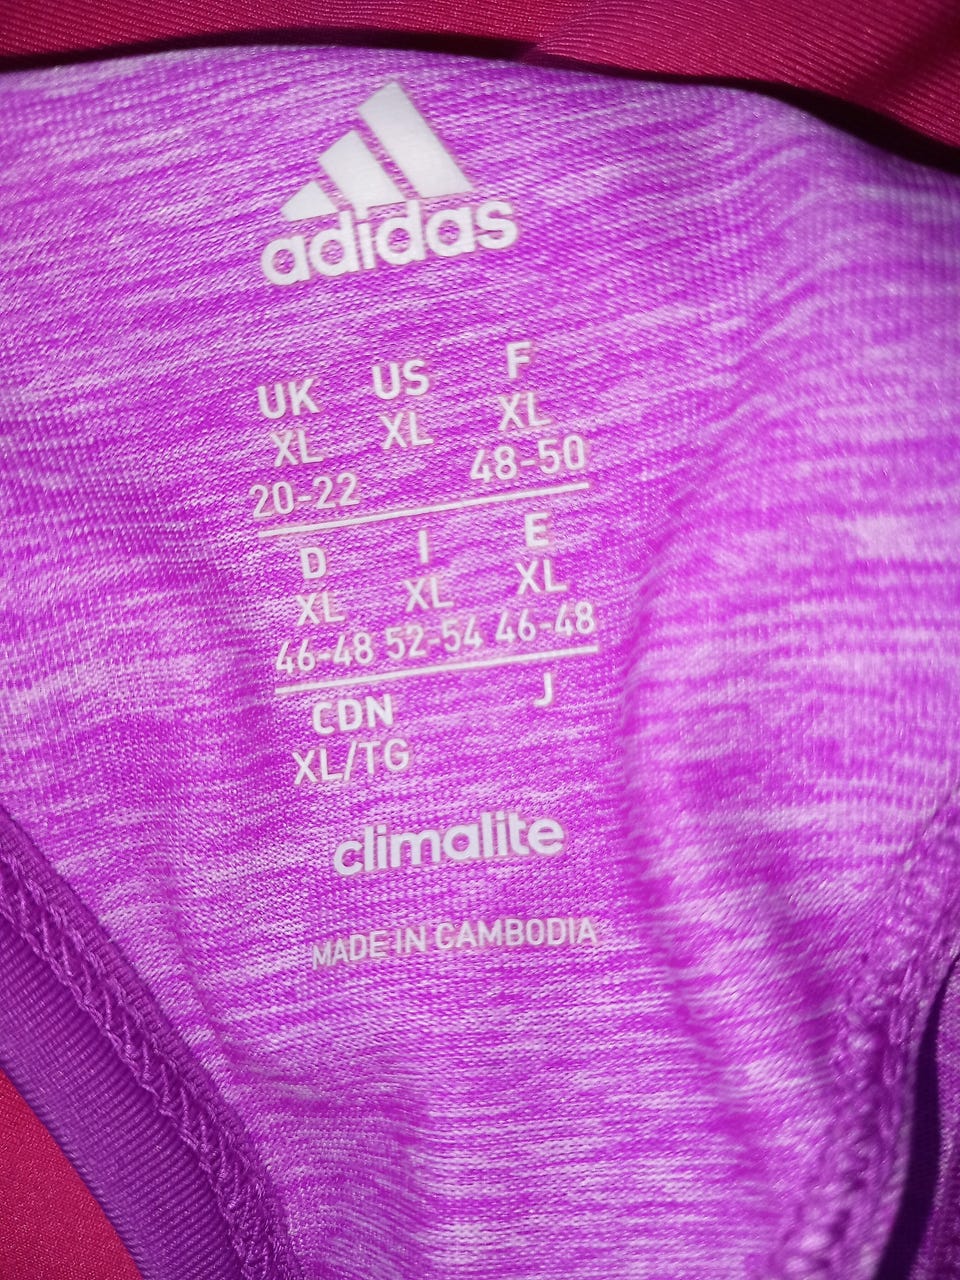 adidas
UK US F
XL XL XL
20-22 48-50
D I E
XL XL XL
46-48 52-54 46-48
CDN J
XL/TG
climalite
MADE IN CAMBODIA